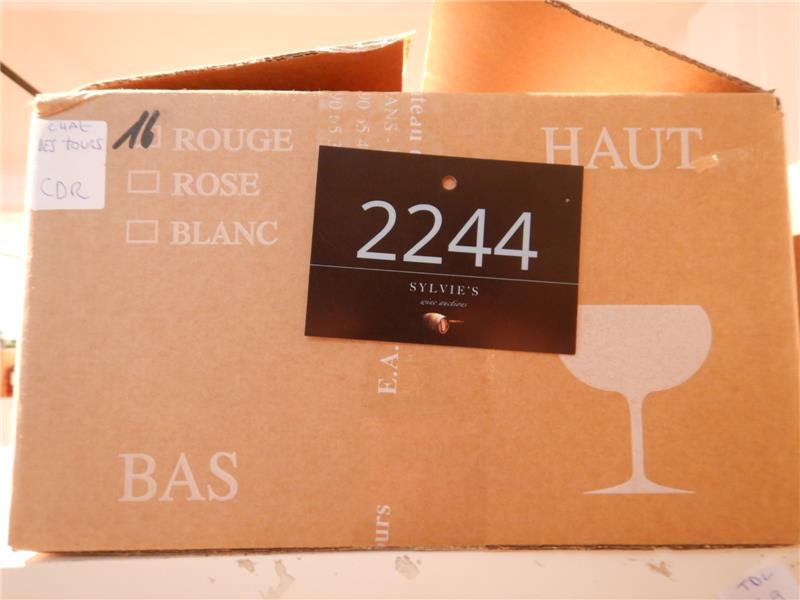 CHAT
DES TOURS
CDR
16
ROUGE
ROSE
BLANC
HAUT
2244
SYLVIE'S
wine auctions
E.A.
BAS